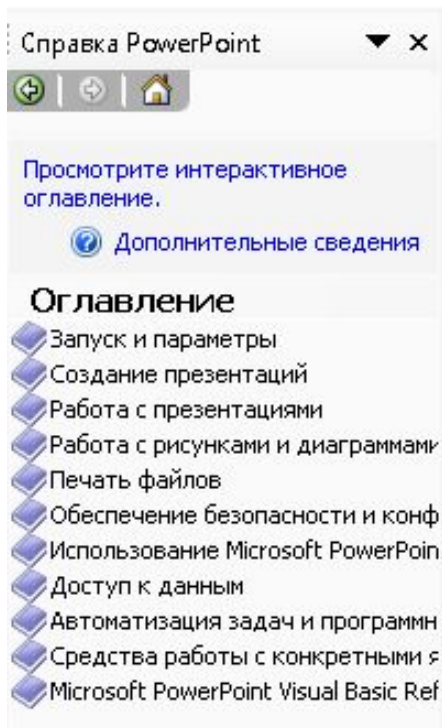 Справка PowerPoint
Просмотрите интерактивное
оглавление.
Дополнительные сведения
Оглавление
Запуск и параметры
Создание презентаций
Работа с презентациями
Работа с рисунками и диаграммами
Печать файлов
Обеспечение безопасности и конф
Использование Microsoft PowerPoin
Доступ к данным
Автоматизация задач и программн
Средства работы с конкретными я
Microsoft PowerPoint Visual Basic Ref